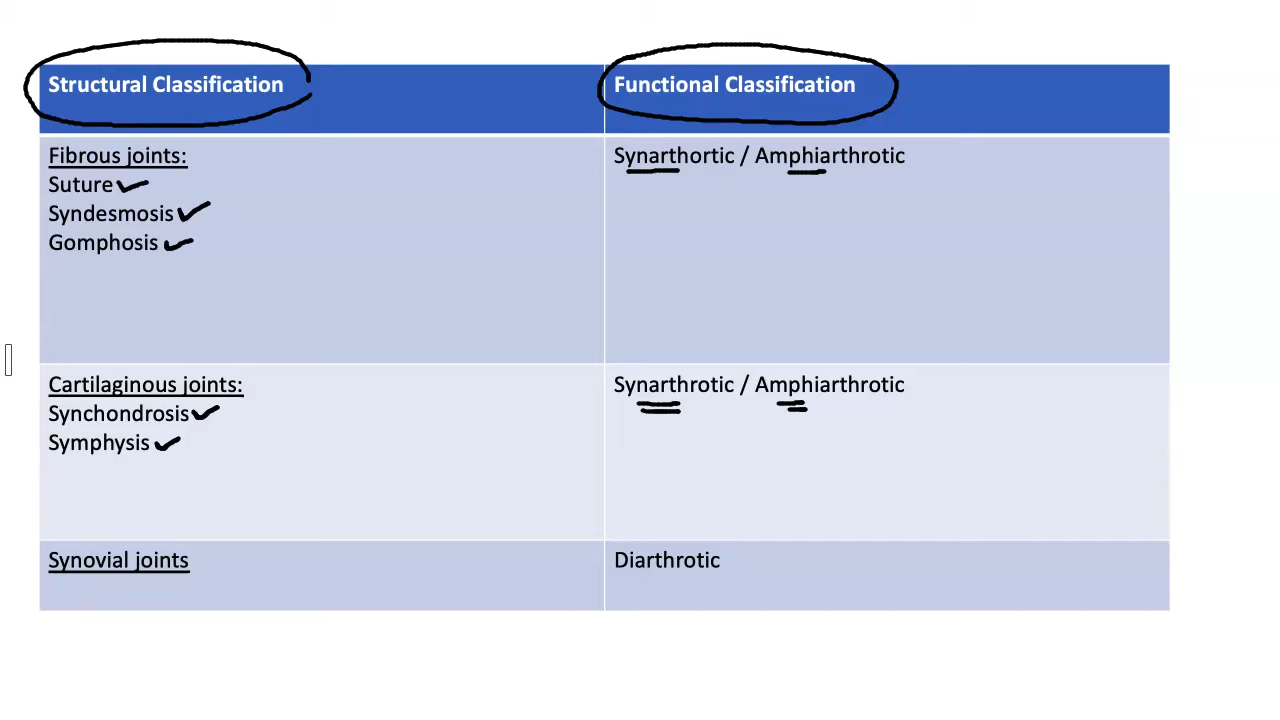 Structural Classification
Functional Classification
Fibrous joints:
Suture
Syndesmosis
Gomphosis
Synarthortic / Amphiarthrotic
Cartilaginous joints:
Synchondrosis
Symphysis
Synarthrotic / Amphiarthrotic
Synovial joints
Diarthrotic